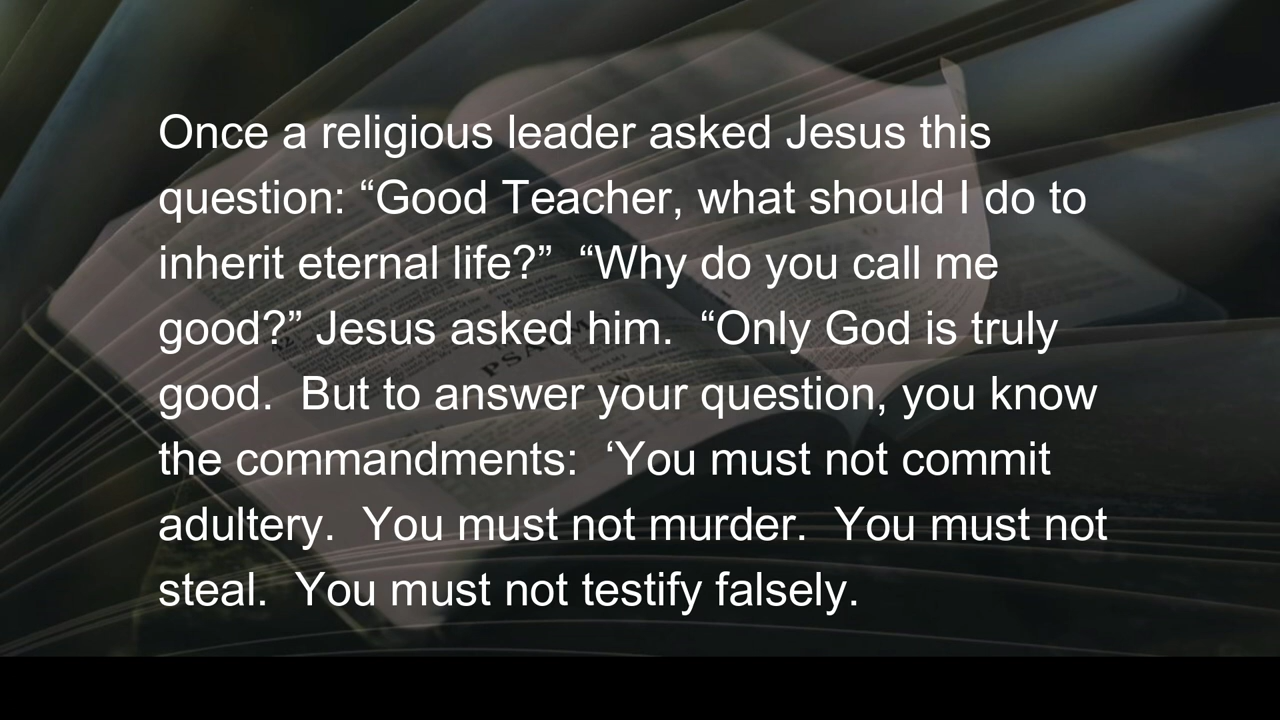 Once a religious leader asked Jesus this
question: “Good Teacher, what should I do to
inherit eternal life?”  “Why do you call me
good?” Jesus asked him.  “Only God is truly
good.  But to answer your question, you know
the commandments:  ‘You must not commit
adultery.  You must not murder.  You must not
steal.  You must not testify falsely.
PSALMS